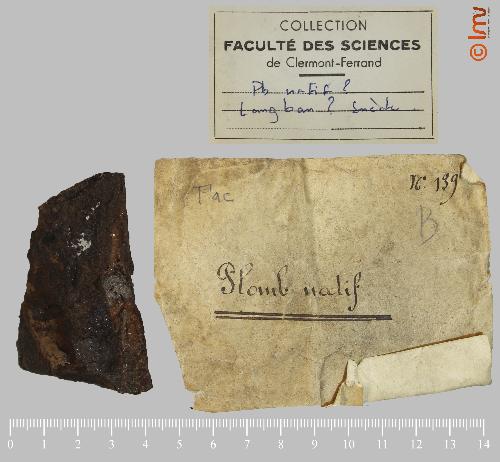 COLLECTION
FACULTÉ DES SCIENCES
de Clermont-Ferrand
Pb natif ?
Langban ? Suède.
lmv
N°. 139
T ac
B
Plomb natif
0 1 2 3 4 5 6 7 8 9 10 11 12 13 14